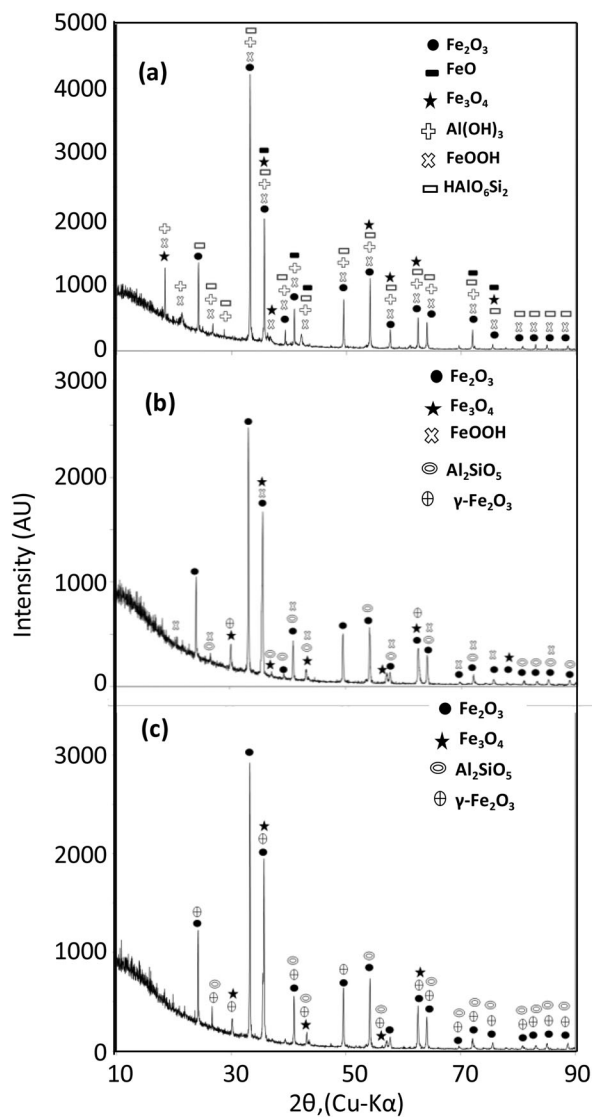 5000
(a)
Fe₂O₃
FeO
4000
Fe₃O₄
Al(OH)₃
3000
FeOOH
HAlO₆Si₂
2000
1000
0
3000
(b)
Fe₂O₃
Fe₃O₄
FeOOH
2000
Al₂SiO₅
γ-Fe₂O₃
1000
0
Intensity (AU)
(c)
Fe₂O₃
Fe₃O₄
3000
Al₂SiO₅
γ-Fe₂O₃
2000
1000
0
10 30 50 70 90
2θ,(Cu-Kα)